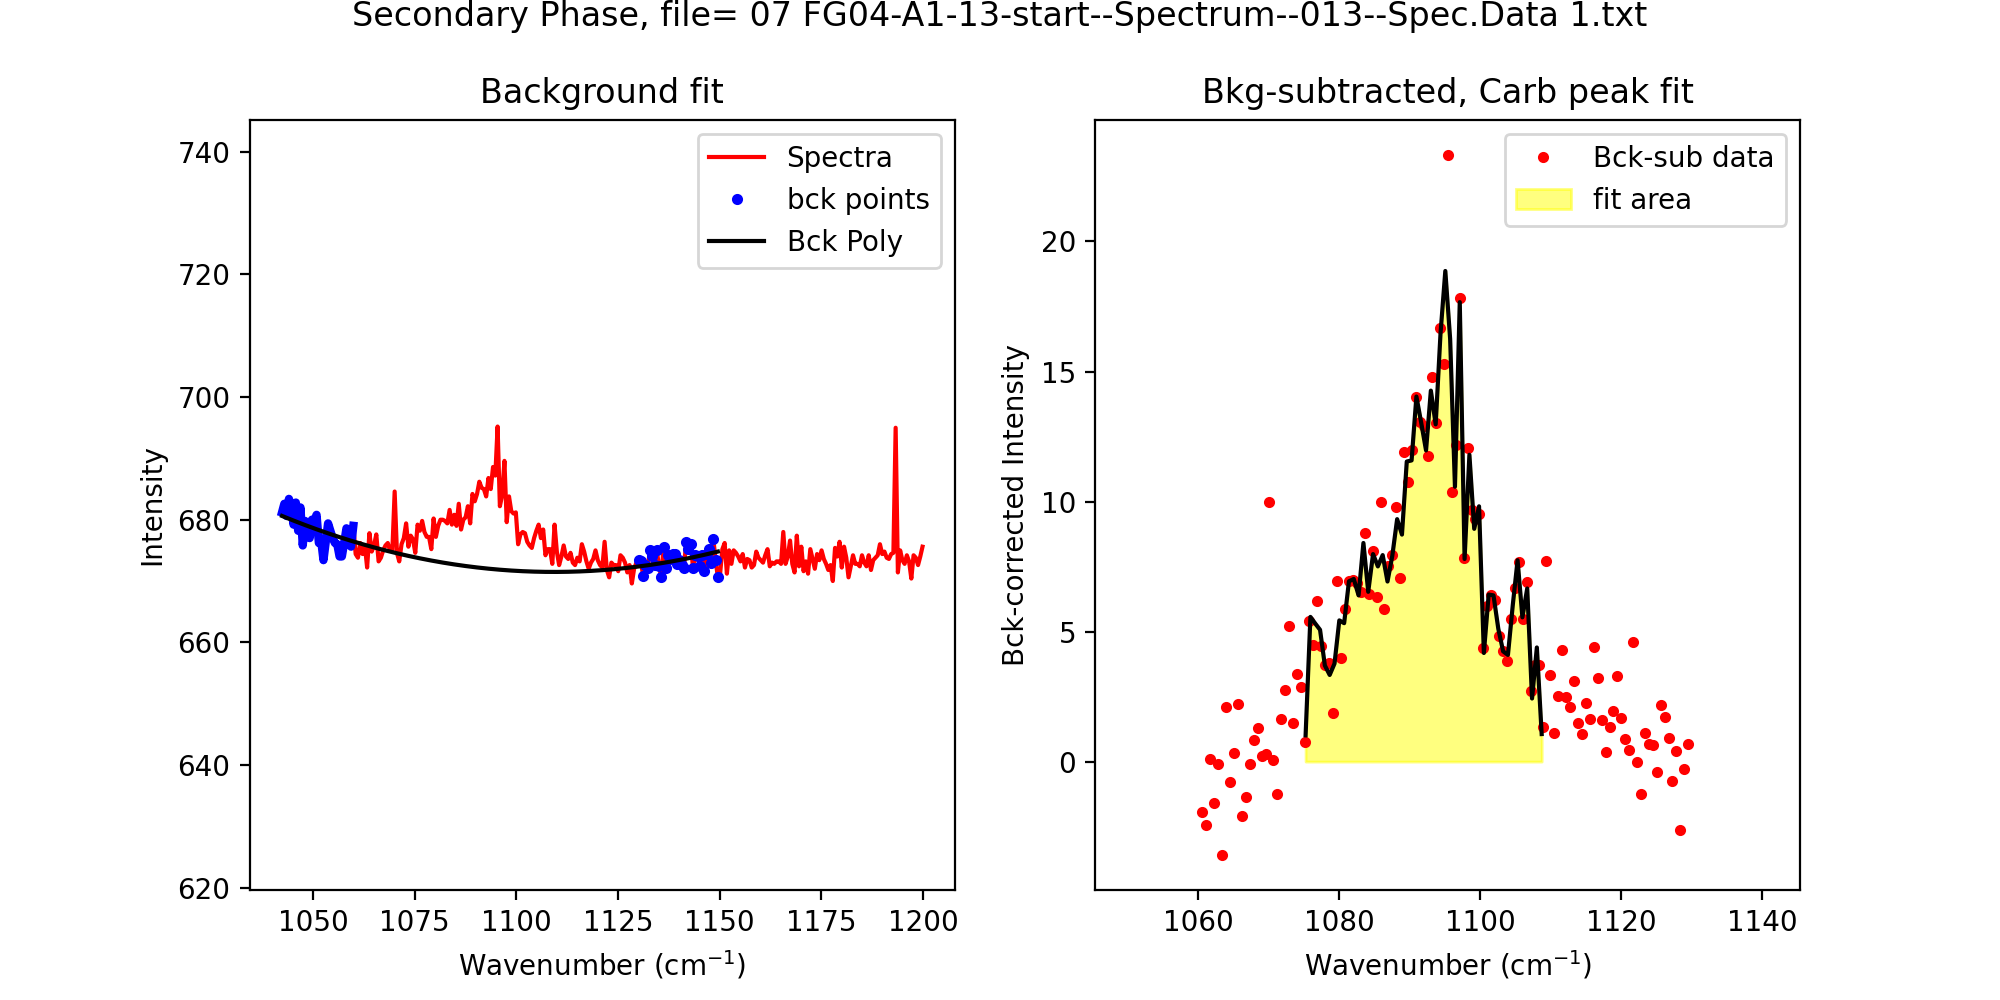 Secondary Phase, file= 07 FG04-A1-13-start--Spectrum--013--Spec.Data 1.txt
Background fit
740
720
700
680
660
640
620
Intensity
1050
1075
1100
1125
1150
1175
1200
Wavenumber (cm⁻¹)
Spectra
bck points
Bck Poly
Bkg-subtracted, Carb peak fit
20
15
10
5
0
Bck-corrected Intensity
1060
1080
1100
1120
1140
Wavenumber (cm⁻¹)
Bck-sub data
fit area